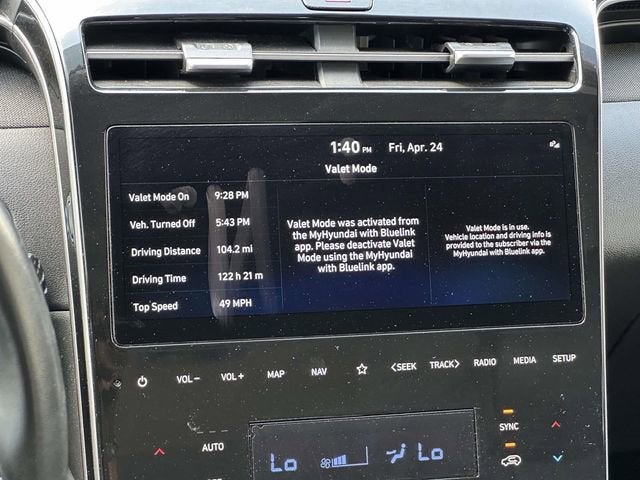 1:40 PM Fri, Apr. 24
Valet Mode
Valet Mode On 9:28 PM
Veh. Turned Off 5:43 PM
Driving Distance 104.2 mi
Driving Time 122 h 21 m
Top Speed 49 MPH
Valet Mode was activated from
the MyHyundai with Bluelink
app. Please deactivate Valet
Mode using the MyHyundai
with Bluelink app.
Valet Mode is in use.
Vehicle location and driving info is
provided to the subscriber via the
MyHyundai with Bluelink app.
VOL− VOL+ MAP NAV <SEEK TRACK> RADIO MEDIA SETUP
AUTO SYNC
Lo Lo